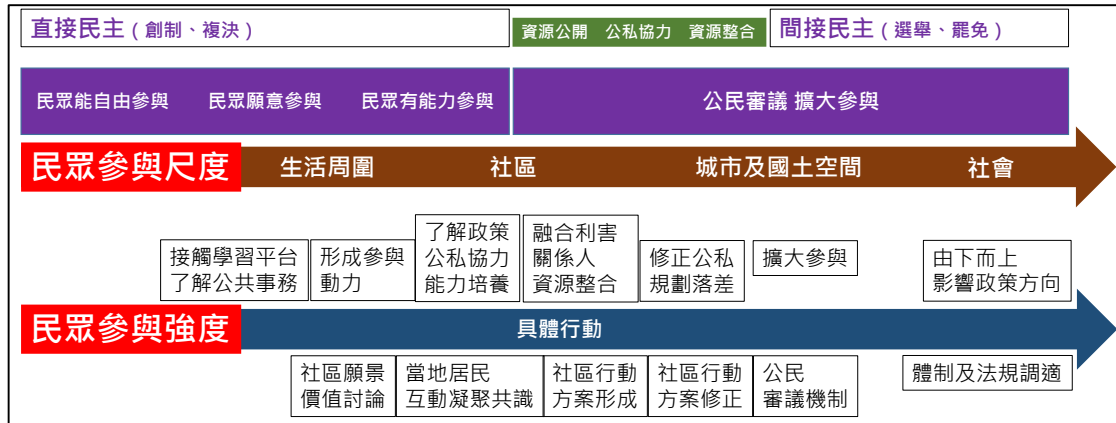 直接民主(創制、複決)
資源公開 公私協力 資源整合
間接民主(選舉、罷免)
民眾能自由參與 民眾願意參與 民眾有能力參與
公民審議 擴大參與
民眾參與尺度
生活周圍 社區 城市及國土空間 社會
接觸學習平台
了解公共事務
形成參與
動力
了解政策
公私協力
能力培養
融合利害
關係人
資源整合
修正公私
規劃落差
擴大參與
由下而上
影響政策方向
民眾參與強度
具體行動
社區願景
價值討論
當地居民
互動凝聚共識
社區行動
方案形成
社區行動
方案修正
公民
審議機制
體制及法規調適